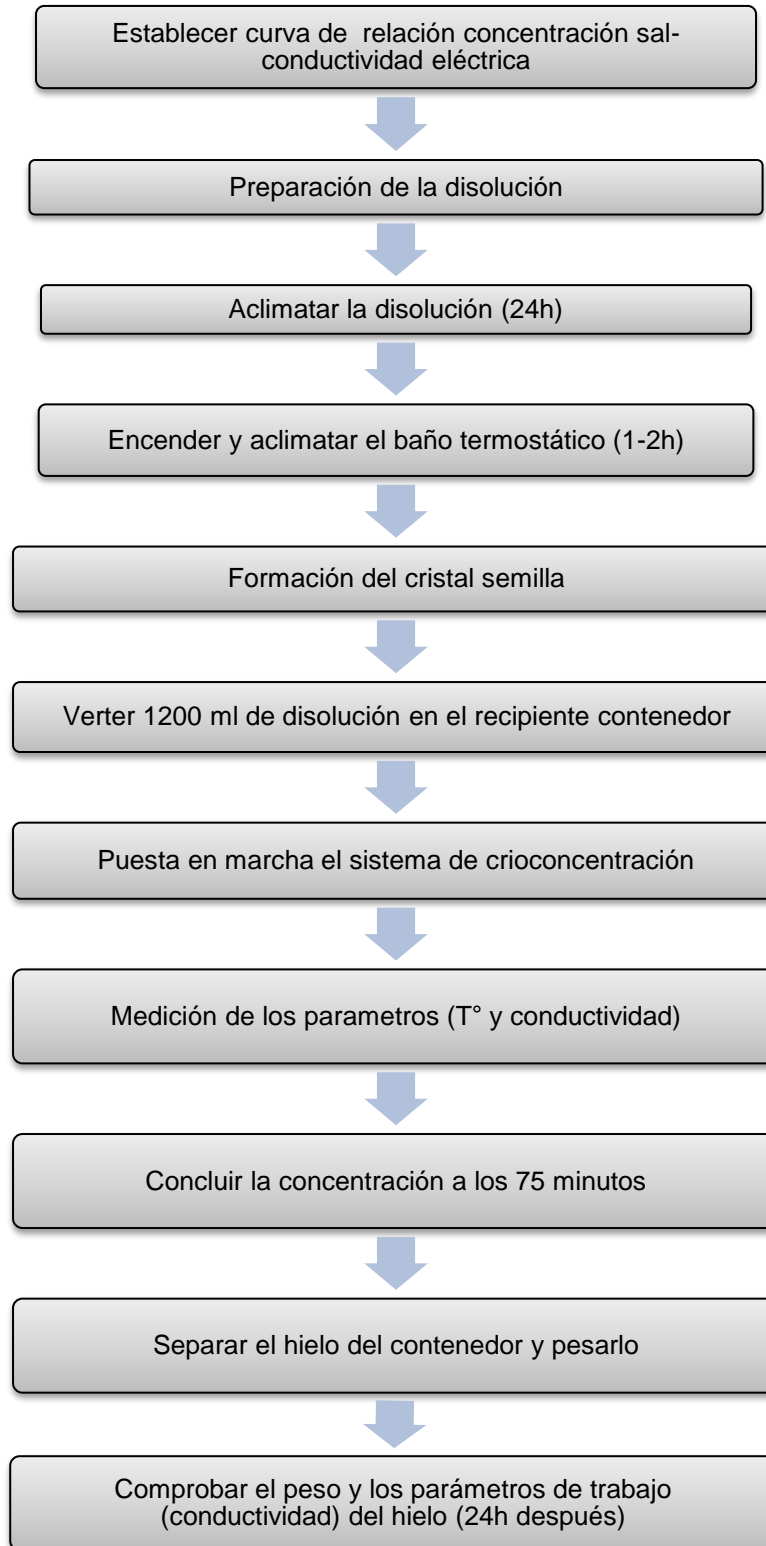 Establecer curva de relación concentración sal-
conductividad eléctrica
Preparación de la disolución
Aclimatar la disolución (24h)
Encender y aclimatar el baño termostático (1-2h)
Formación del cristal semilla
Verter 1200 ml de disolución en el recipiente contenedor
Puesta en marcha el sistema de crioconcentración
Medición de los parametros (T° y conductividad)
Concluir la concentración a los 75 minutos
Separar el hielo del contenedor y pesarlo
Comprobar el peso y los parámetros de trabajo
(conductividad) del hielo (24h después)